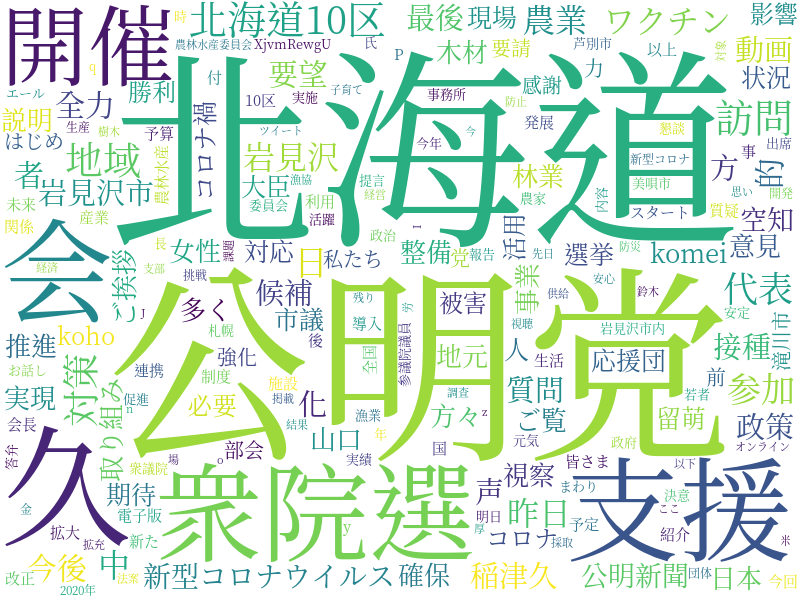 開催
北海道10区
最後
現場
農業
ワクチン
影響
農林水産委員会
XjvmRewgU
氏
P
木材
要請
芦別市
以上
動画
対象
時
q
エール
付
要望
北海道
感謝
力
状況
生産
全力
勝利
10区
実施
子育て
事務所
防止
懇談
訪問
説明
樹木
予算
コロナ禍
ツイート
今年
今
発展
新型コロナ
方
事
出席
的
はじめ
地域
農林水産
岩見沢
漁協
提言
経営
林業
内容
美唄市
思い
開発
者
岩見沢市
大臣
委員会
利用
活躍
農家
スタート
質疑
空知
未来
産業
関係
会
ご挨拶
女性
課題
対応
私たち
政治
I
整備
党
報告
活用
先日
選挙
防災
komei
意見
長
支部
経済
J
挑戦
日
候補
残り
公明党
被害
事業
供給
安心
鈴木
代表
安定
滝川市
多く
市議
導入
労
推進
koho
札幌
後
全国
参議院議員
視聴
岩見沢市内
接種
お話し
連携
強化
制度
地元
人
生活
応援団
前
実現
対策
取り組み
促進
n
必要
施設
掲載
化
漁業
調査
方々
z
質問
ご覧
若者
参加
会長
答弁
衆議院
場
o
部会
結果
山口
年
国
元気
政府
留萌
政策
オンライン
久
期待
衆院選
実績
声
視察
皆さま
以下
支援
金
拡大
電子版
y
昨日
明日
まわり
決意
ここ
今後
拡充
中
新た
コロナ
予定
紹介
米
改正
2020年
法案
新型コロナウイルス
確保
厚
稲津久
採取
公明新聞
団体
日本
今回